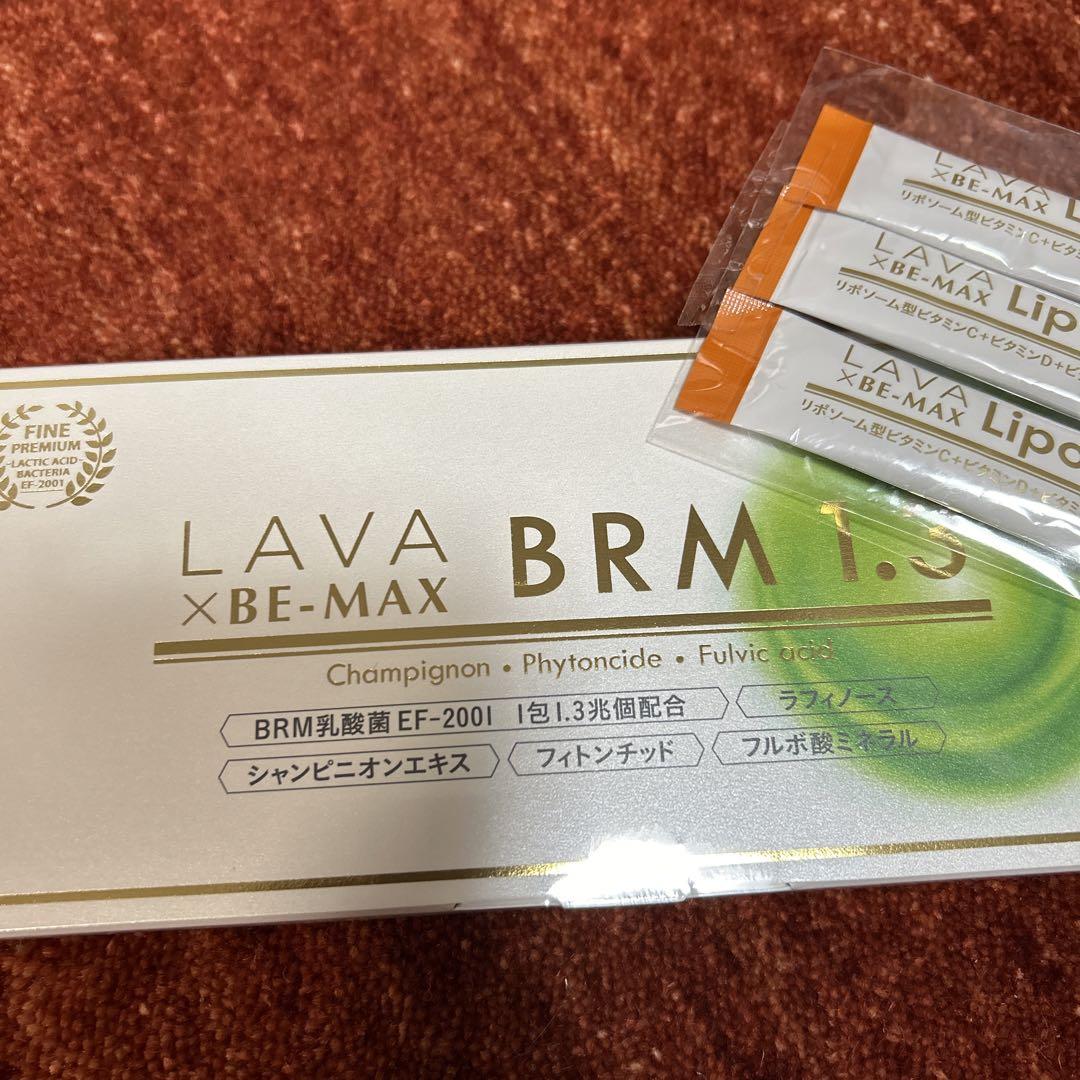 LAVA
×BE-MAX
リポソーム型ビタミンC+ビタ
LAVA
×BE-MAX Lip
リポソーム型ビタミンC+ビタミンD+ビ
LAVA
×BE-MAX Lipo
リポソーム型ビタミンC+ビタミンD+ビタミ
FINE
PREMIUM
-LACTIC ACID-
BACTERIA
EF-2001
LAVA
×BE-MAX BRM 1.3
Champignon • Phytoncide • Fulvic acid
BRM乳酸菌 EF-2001 1包1.3兆個配合 ラフィノース
シャンピニオンエキス フィトンチッド フルボ酸ミネラル